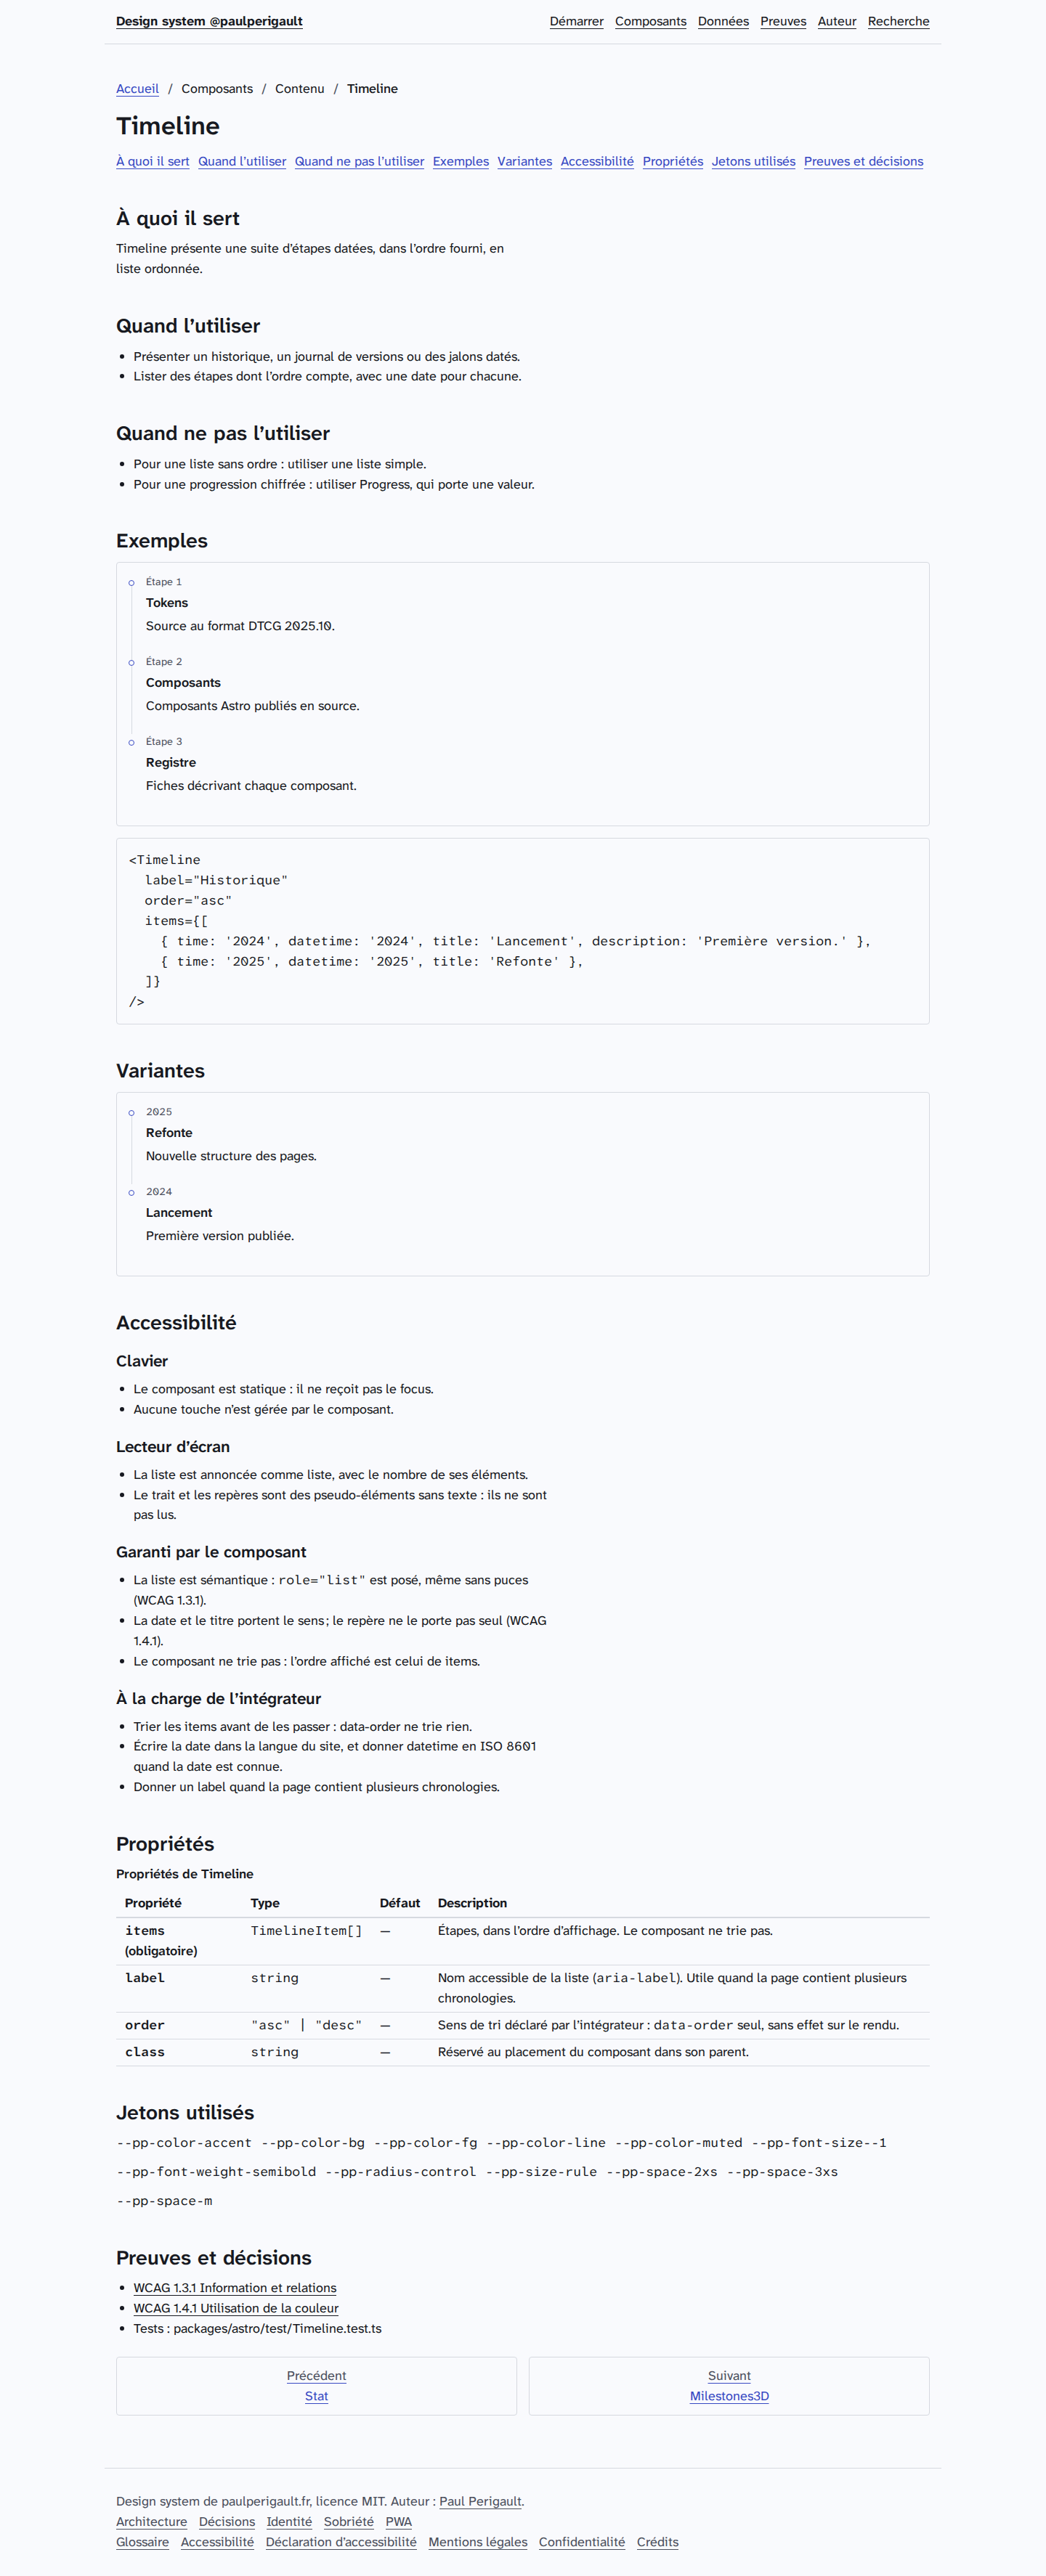 Design system @paulperigault
Démarrer Composants Données Preuves Auteur Recherche
Accueil / Composants / Contenu / Timeline
Timeline
À quoi il sert Quand l’utiliser Quand ne pas l’utiliser Exemples Variantes Accessibilité Propriétés Jetons utilisés Preuves et décisions
À quoi il sert
Timeline présente une suite d’étapes datées, dans l’ordre fourni, en
liste ordonnée.
Quand l’utiliser
• Présenter un historique, un journal de versions ou des jalons datés.
• Lister des étapes dont l’ordre compte, avec une date pour chacune.
Quand ne pas l’utiliser
• Pour une liste sans ordre : utiliser une liste simple.
• Pour une progression chiffrée : utiliser Progress, qui porte une valeur.
Exemples
Étape 1
Tokens
Source au format DTCG 2025.10.
Étape 2
Composants
Composants Astro publiés en source.
Étape 3
Registre
Fiches décrivant chaque composant.
<Timeline
  label="Historique"
  order="asc"
  items={[
    { time: '2024', datetime: '2024', title: 'Lancement', description: 'Première version.' },
    { time: '2025', datetime: '2025', title: 'Refonte' },
  ]}
/>
Variantes
2025
Refonte
Nouvelle structure des pages.
2024
Lancement
Première version publiée.
Accessibilité
Clavier
• Le composant est statique : il ne reçoit pas le focus.
• Aucune touche n’est gérée par le composant.
Lecteur d’écran
• La liste est annoncée comme liste, avec le nombre de ses éléments.
• Le trait et les repères sont des pseudo-éléments sans texte : ils ne sont
pas lus.
Garanti par le composant
• La liste est sémantique : role="list" est posé, même sans puces
(WCAG 1.3.1).
• La date et le titre portent le sens ; le repère ne le porte pas seul (WCAG
1.4.1).
• Le composant ne trie pas : l’ordre affiché est celui de items.
À la charge de l’intégrateur
• Trier les items avant de les passer : data-order ne trie rien.
• Écrire la date dans la langue du site, et donner datetime en ISO 8601
quand la date est connue.
• Donner un label quand la page contient plusieurs chronologies.
Propriétés
Propriétés de Timeline
Propriété Type Défaut Description
items TimelineItem[] — Étapes, dans l’ordre d’affichage. Le composant ne trie pas.
(obligatoire)
label string — Nom accessible de la liste (aria-label). Utile quand la page contient plusieurs
chronologies.
order "asc" | "desc" — Sens de tri déclaré par l’intégrateur : data-order seul, sans effet sur le rendu.
class string — Réservé au placement du composant dans son parent.
Jetons utilisés
--pp-color-accent --pp-color-bg --pp-color-fg --pp-color-line --pp-color-muted --pp-font-size--1
--pp-font-weight-semibold --pp-radius-control --pp-size-rule --pp-space-2xs --pp-space-3xs
--pp-space-m
Preuves et décisions
• WCAG 1.3.1 Information et relations
• WCAG 1.4.1 Utilisation de la couleur
• Tests : packages/astro/test/Timeline.test.ts
Précédent
Stat
Suivant
Milestones3D
Design system de paulperigault.fr, licence MIT. Auteur : Paul Perigault.
Architecture Décisions Identité Sobriété PWA
Glossaire Accessibilité Déclaration d’accessibilité Mentions légales Confidentialité Crédits